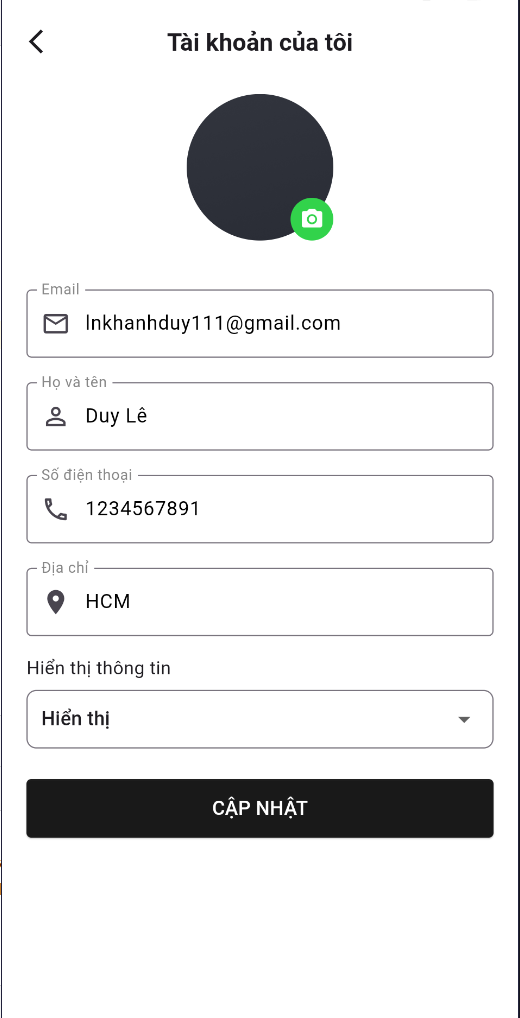 Tài khoản của tôi
Email
lnkhanhduy111@gmail.com
Họ và tên
Duy Lê
Số điện thoại
1234567891
Địa chỉ
HCM
Hiển thị thông tin
Hiển thị
CẬP NHẬT